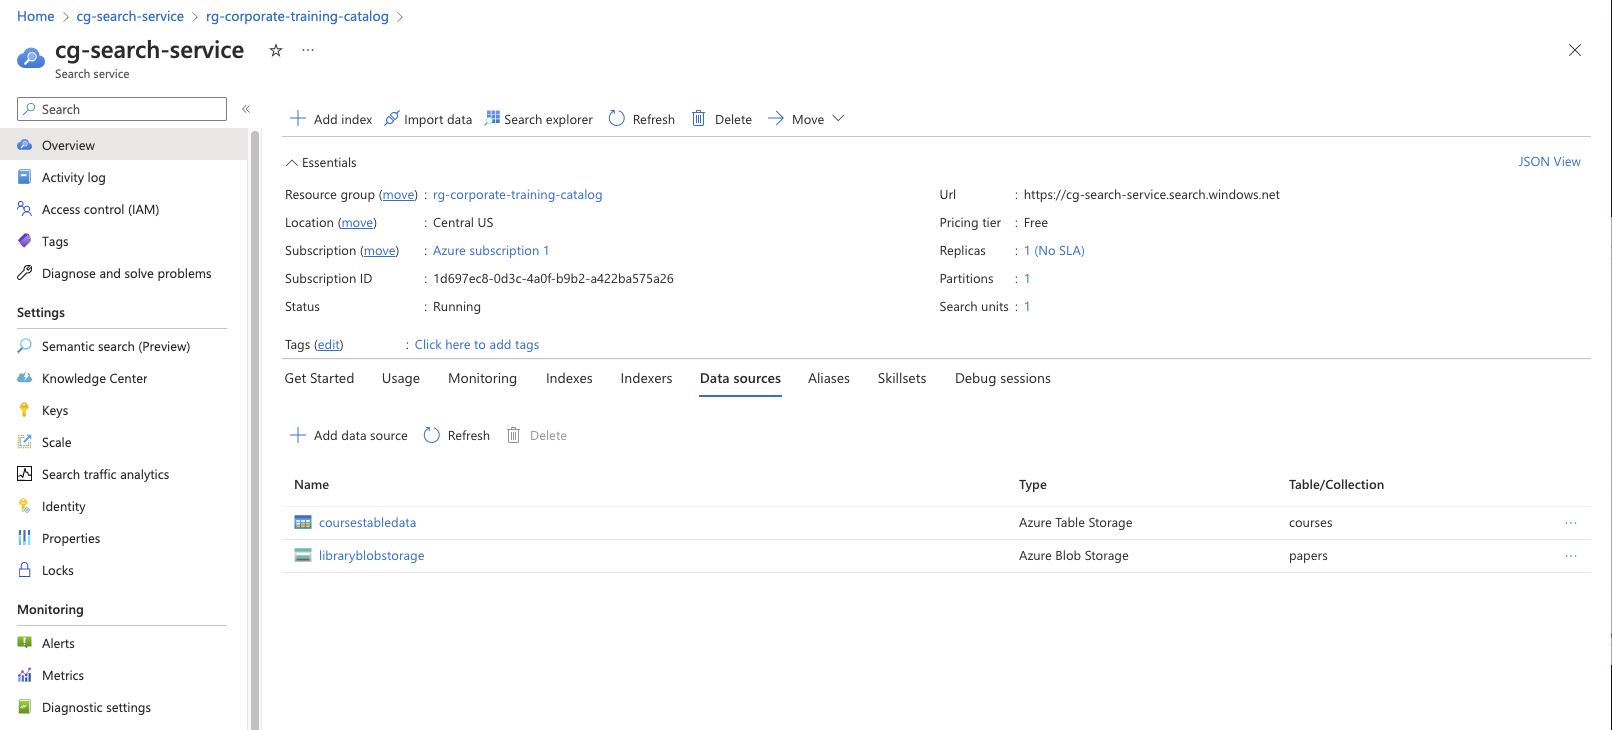 Home > cg-search-service > rg-corporate-training-catalog >
cg-search-service
Search service
Search
Overview
Activity log
Access control (IAM)
Tags
Diagnose and solve problems
Settings
Semantic search (Preview)
Knowledge Center
Keys
Scale
Search traffic analytics
Identity
Properties
Locks
Monitoring
Alerts
Metrics
Diagnostic settings
Add index Import data Search explorer Refresh Delete Move
Essentials JSON View
Resource group (move) : rg-corporate-training-catalog
Location (move) : Central US
Subscription (move) : Azure subscription 1
Subscription ID : 1d697ec8-0d3c-4a0f-b9b2-a422ba575a26
Status : Running
Url : https://cg-search-service.search.windows.net
Pricing tier : Free
Replicas : 1 (No SLA)
Partitions : 1
Search units : 1
Tags (edit) : Click here to add tags
Get Started Usage Monitoring Indexes Indexers Data sources Aliases Skillsets Debug sessions
Add data source Refresh Delete
Name Type Table/Collection
coursestabledata Azure Table Storage courses
libraryblobstorage Azure Blob Storage papers